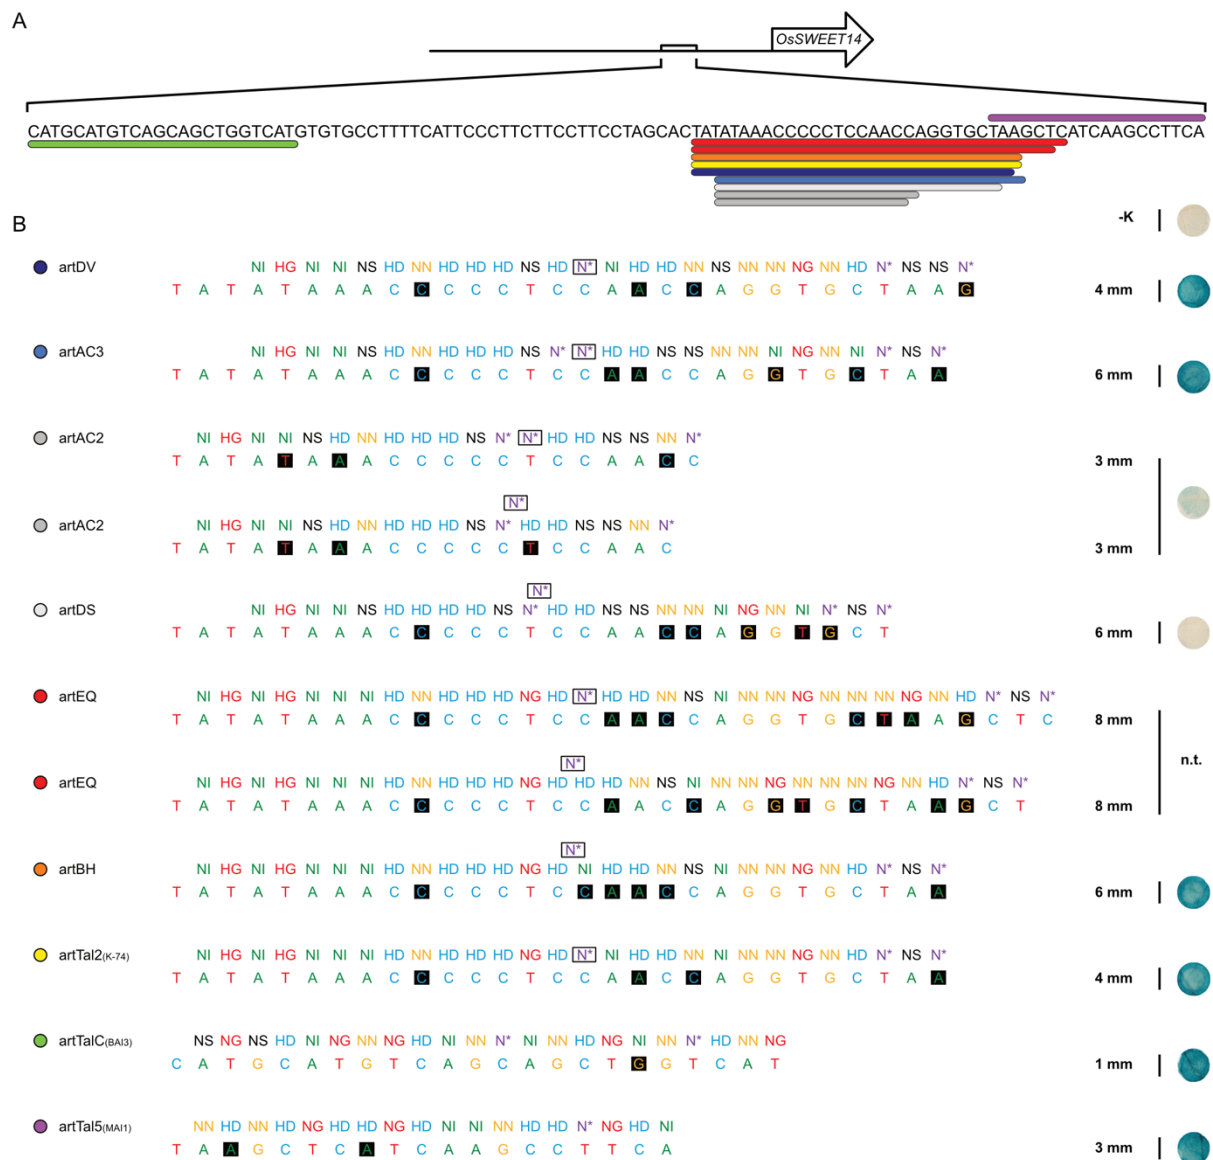 A
OsSWEET14
CATGCATGTCAGCAGCTGGTCATGTGTGCCTTTTCATTCCCTTCTTCCTTCCTAGCACTATATAAACCCCCTCCAACCAGGTGCTAAGCTCATCAAGCCTTCA
B
-K
artDV NI HG NI NI NS HD NN HD HD HD NS HD N* NI HD HD NN NS NN NN NG NN HD N* NS NS N*
T A T A T A A A C C C C C T C C A A C C A G G T G C T A A G 4 mm
artAC3 NI HG NI NI NS HD NN HD HD HD NS N* N* HD HD NS NS NN NN NI NG NN NI N* NS N*
T A T A T A A A C C C C C T C C A A C C A G G T G C T A A 6 mm
artAC2 NI HG NI NI NS HD NN HD HD HD NS N* N* HD HD NS NS NN N*
T A T A T A A A C C C C C T C C A A C C 3 mm
N*
artAC2 NI HG NI NI NS HD NN HD HD HD NS N* HD HD NS NS NN N*
T A T A T A A A C C C C C T C C A A C 3 mm
N*
artDS NI HG NI NI NS HD HD HD HD NS N* HD HD NS NS NN NN NI NG NN NI N* NS N*
T A T A T A A A C C C C C T C C A A C C A G G T G C T 6 mm
artEQ NI HG NI HG NI NI NI HD NN HD HD HD NG HD N* HD HD NN NS NI NN NN NG NN NN NN NG NN HD N* NS N*
T A T A T A A A C C C C C T C C A A C C A G G T G C T A A G C T C 8 mm
n.t.
N*
artEQ NI HG NI HG NI NI NI HD NN HD HD HD NG HD HD HD NN NS NI NN NN NG NN NN NN NG NN HD N* NS N*
T A T A T A A A C C C C C T C C A A C C A G G T G C T A A G C T 8 mm
N*
artBH NI HG NI HG NI NI NI HD NN HD HD HD NG HD NI HD HD NN NS NI NN NN NG NN HD N* NS N*
T A T A T A A A C C C C C T C C A A C C A G G T G C T A A 6 mm
artTal2(K-74) NI HG NI HG NI NI NI HD NN HD HD HD NG HD N* NI HD HD NN NI NN NN NG NN HD N* NS N*
T A T A T A A A C C C C C T C C A A C C A G G T G C T A A 4 mm
artTalC(BAI3) NS NG NS HD NI NG NN NG HD NI NN N* NI NN HD NG NI NN N* HD NN NG
C A T G C A T G T C A G C A G C T G G T C A T 1 mm
artTal5(MAI1) NN HD NN HD NG HD HD NG HD NI NI NN HD HD N* NG HD NI
T A A G C T C A T C A A G C C T T C A 3 mm